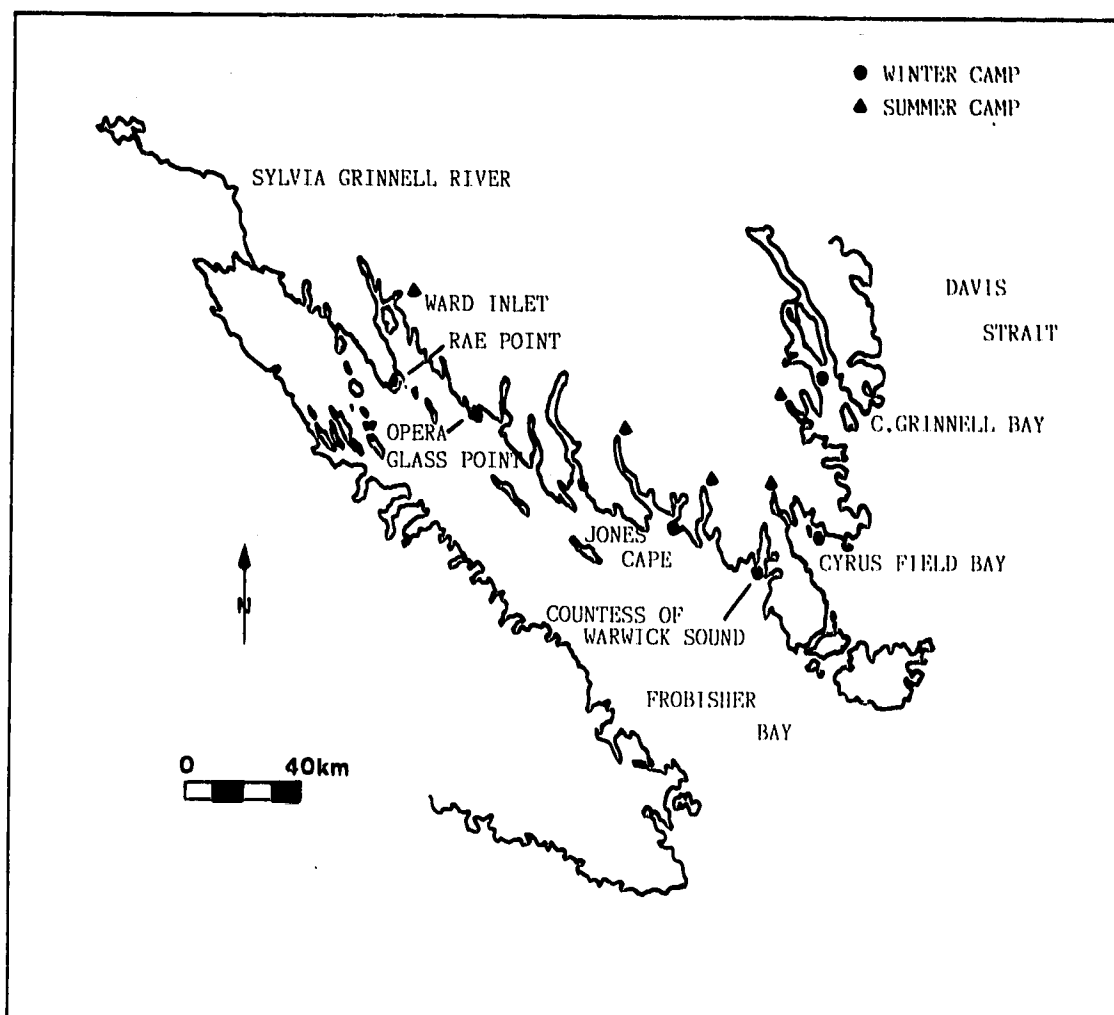 WINTER CAMP
SUMMER CAMP
SYLVIA GRINNELL RIVER
DAVIS
STRAIT
WARD INLET
RAE POINT
OPERA
GLASS POINT
C.GRINNELL BAY
JONES
CAPE
CYRUS FIELD BAY
N
COUNTESS OF
WARWICK SOUND
FROBISHER
BAY
0 40km